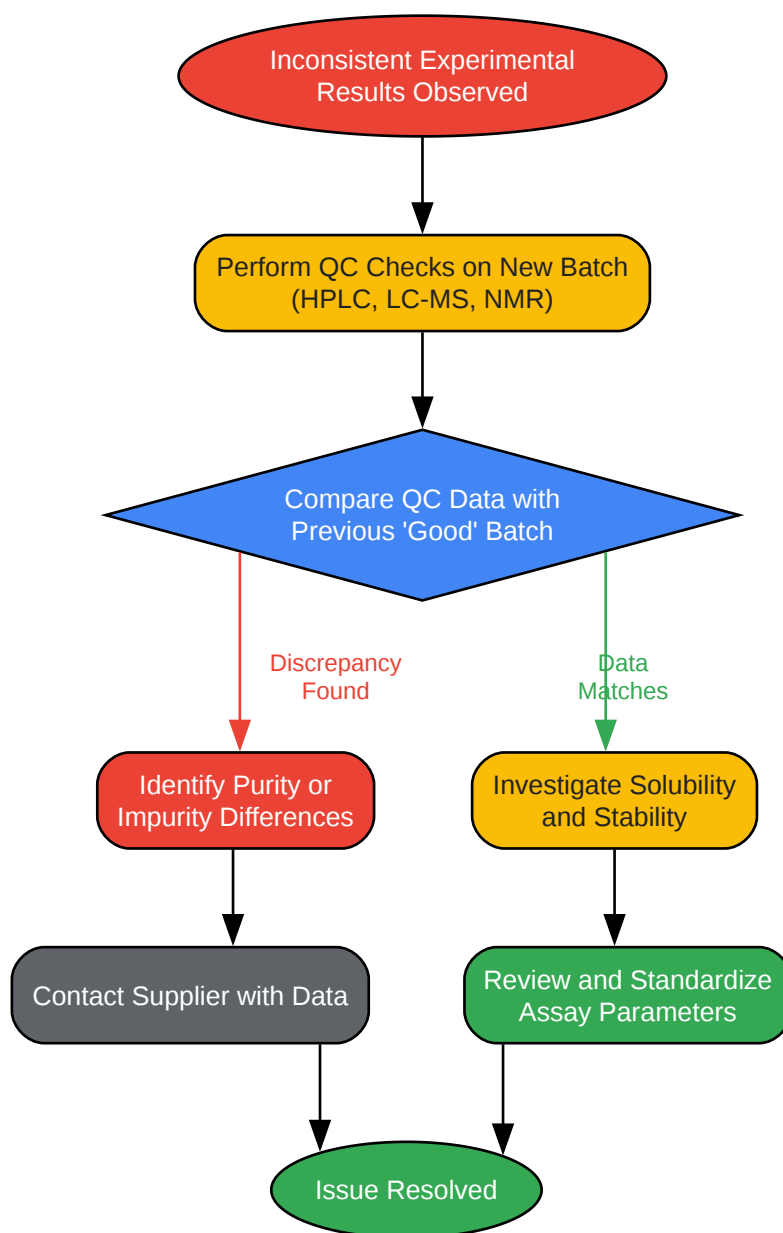 Inconsistent Experimental
Results Observed
Perform QC Checks on New Batch
(HPLC, LC-MS, NMR)
Compare QC Data with
Previous 'Good' Batch
Discrepancy
Found
Data
Matches
Identify Purity or
Impurity Differences
Investigate Solubility
and Stability
Contact Supplier with Data
Review and Standardize
Assay Parameters
Issue Resolved